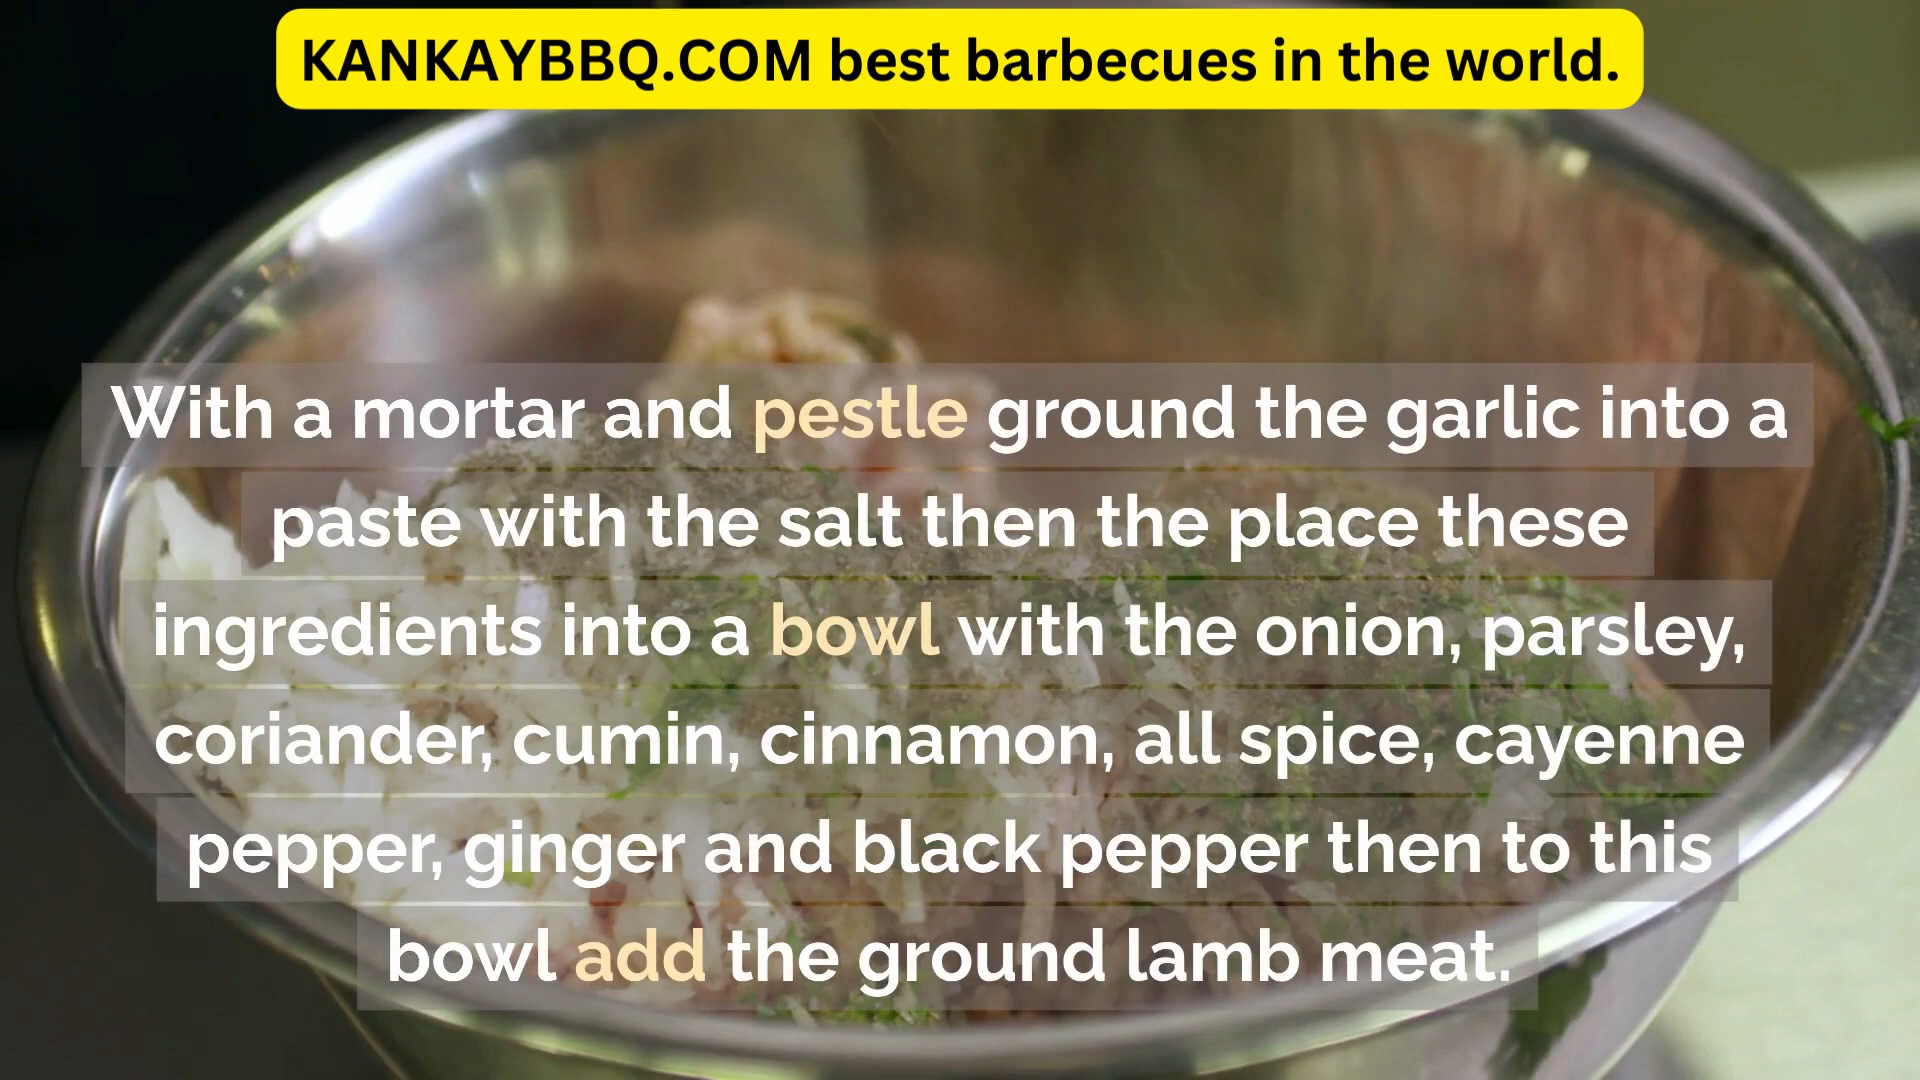 KANKAYBBQ.COM best barbecues in the world.
With a mortar and pestle ground the garlic into a
paste with the salt then the place these
ingredients into a bowl with the onion, parsley,
coriander, cumin, cinnamon, all spice, cayenne
pepper, ginger and black pepper then to this
bowl add the ground lamb meat.